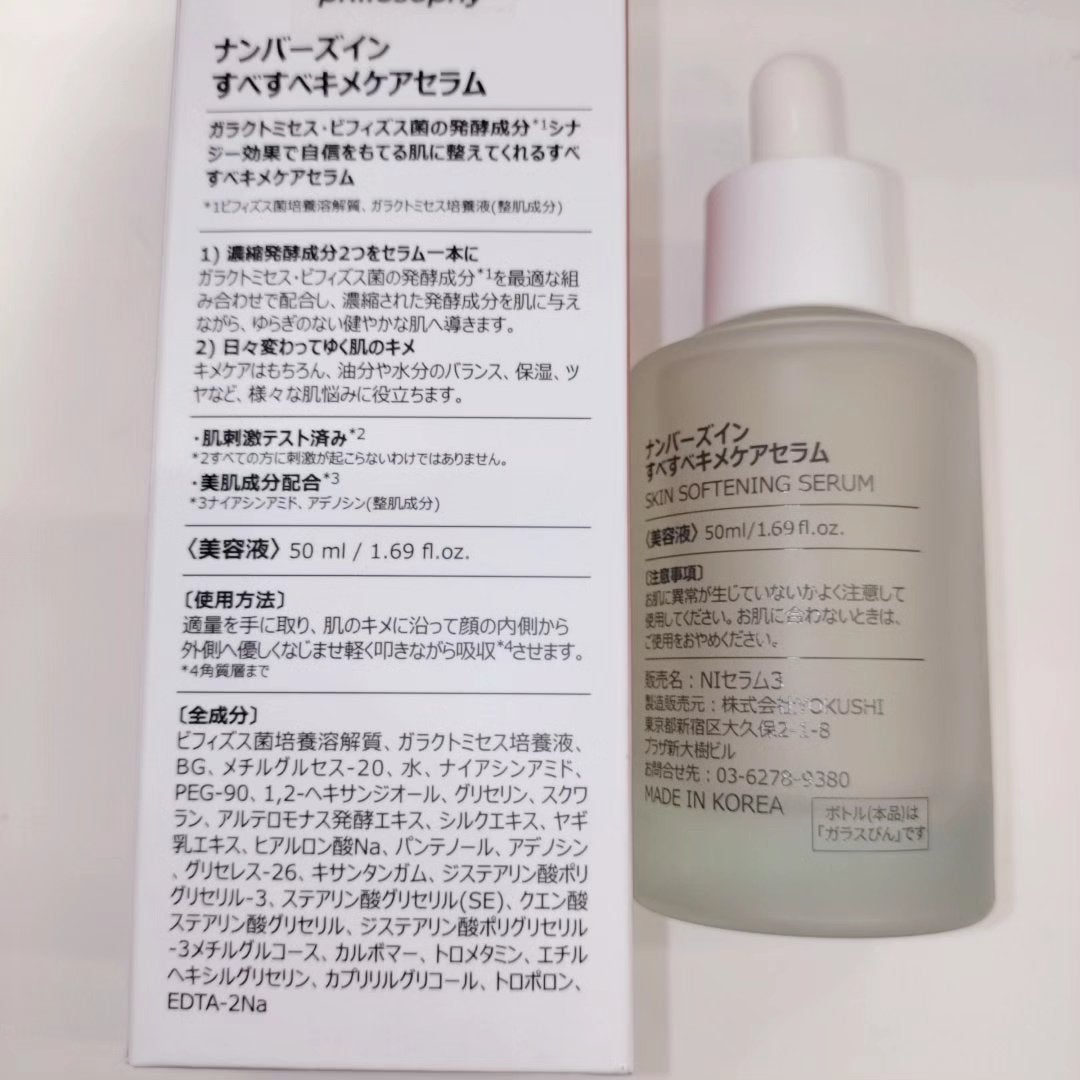 philosophy
ナンバーズイン
すべすべキメケアセラム
ガラクトミセス・ビフィズス菌の発酵成分*1シナ
ジー効果で自信をもてる肌に整えてくれるすべ
すべキメケアセラム
*1ビフィズス菌培養溶解質、ガラクトミセス培養液(整肌成分)
1) 濃縮発酵成分2つをセラム一本に
ガラクトミセス・ビフィズス菌の発酵成分*1を最適な組
み合わせで配合し、濃縮された発酵成分を肌に与え
ながら、ゆらぎのない健やかな肌へ導きます。
2) 日々変わってゆく肌のキメ
キメケアはもちろん、油分や水分のバランス、保湿、ツ
ヤなど、様々な肌悩みに役立ちます。
・肌刺激テスト済み*2
*2すべての方に刺激が起こらないわけではありません。
・美肌成分配合*3
*3ナイアシンアミド、アデノシン(整肌成分)
〈美容液〉 50 ml / 1.69 fl.oz.
〔使用方法〕
適量を手に取り、肌のキメに沿って顔の内側から
外側へ優しくなじませ軽く叩きながら吸収*4させます。
*4角質層まで
〔全成分〕
ビフィズス菌培養溶解質、ガラクトミセス培養液、
BG、メチルグルセス-20、水、ナイアシンアミド、
PEG-90、1,2-ヘキサンジオール、グリセリン、スクワ
ラン、アルテロモナス発酵エキス、シルクエキス、ヤギ
乳エキス、ヒアルロン酸Na、パンテノール、アデノシン
、グリセレス-26、キサンタンガム、ジステアリン酸ポリ
グリセリル-3、ステアリン酸グリセリル(SE)、クエン酸
ステアリン酸グリセリル、ジステアリン酸ポリグリセリル
-3メチルグルコース、カルボマー、トロメタミン、エチル
ヘキシルグリセリン、カプリリルグリコール、トロポロン、
EDTA-2Na
ナンバーズイン
すべすべキメケアセラム
SKIN SOFTENING SERUM
〈美容液〉 50ml/1.69 fl.oz.
〔注意事項〕
お肌に異常が生じていないかよく注意して
使用してください。お肌に合わないときは、
ご使用をおやめください。
販売名：NIセラム3
製造販売元：株式会社YOKUSHI
東京都新宿区大久保2-1-8
プラザ新大樹ビル
お問合せ先：03-6278-9380
MADE IN KOREA
ボトル(本品)は
「ガラスびん」です